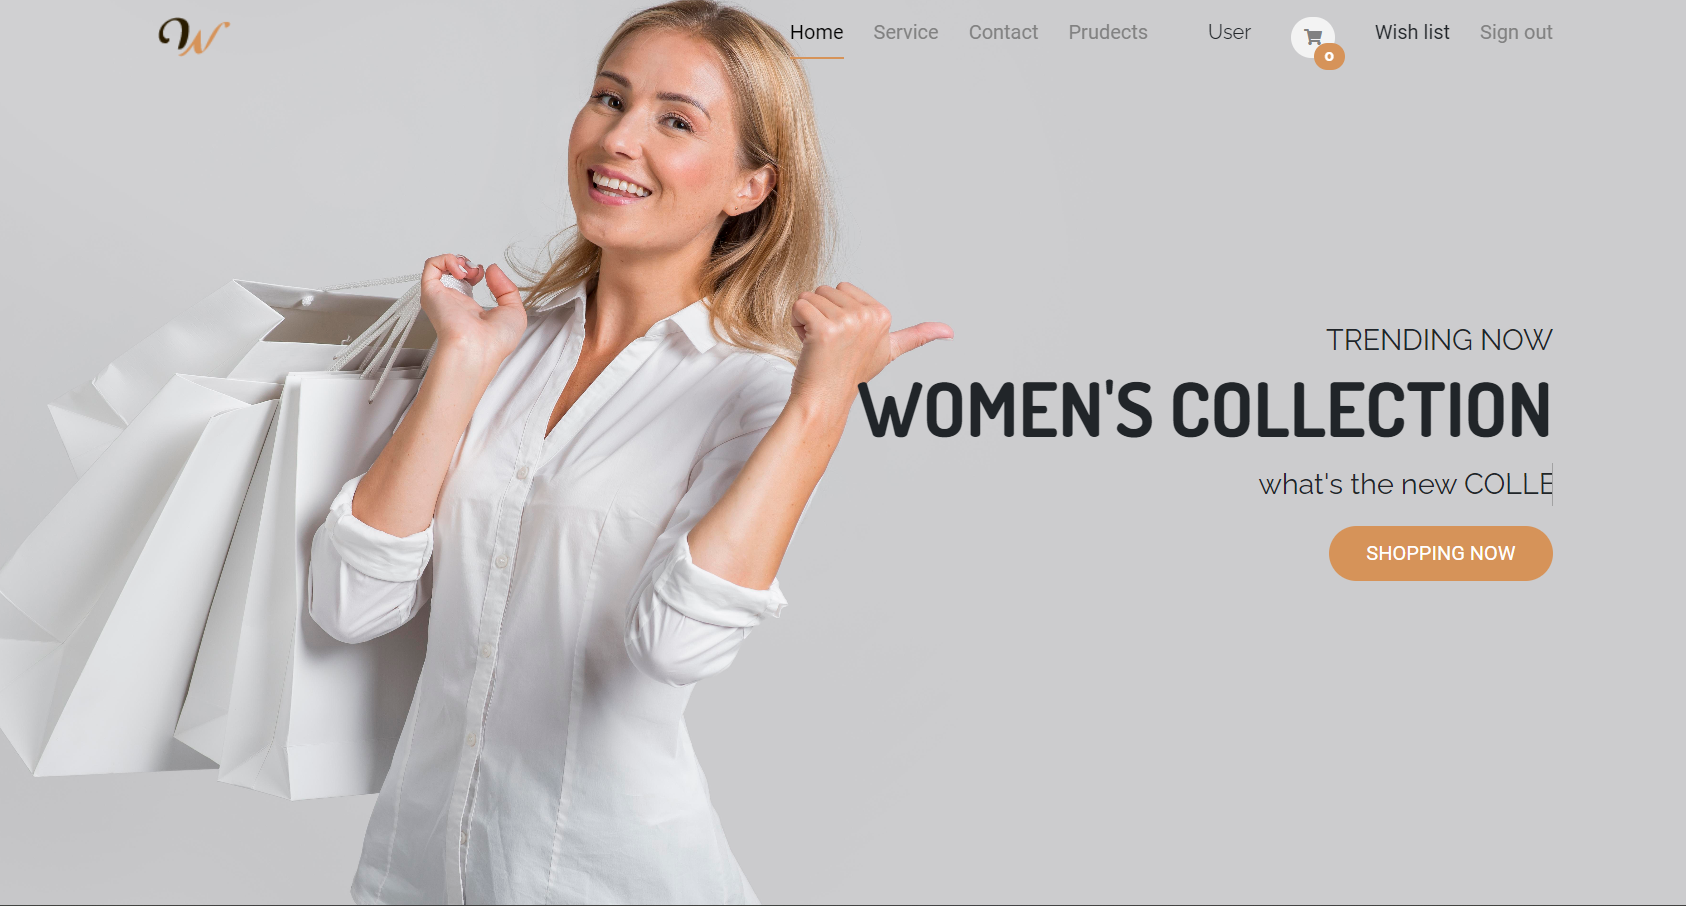 W
Home Service Contact Prudects User Wish list Sign out
0
TRENDING NOW
WOMEN'S COLLECTION
what's the new COLLE
SHOPPING NOW